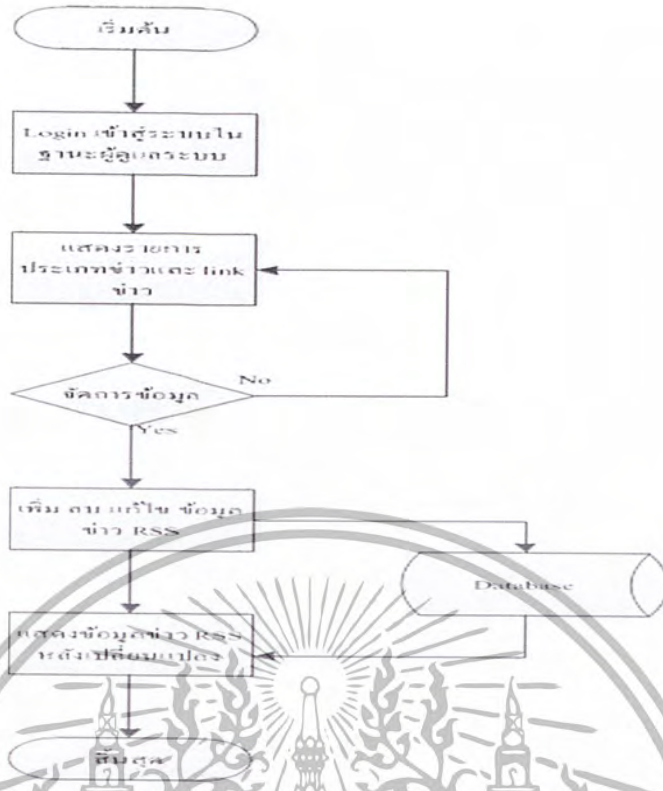 เริ่มต้น
Login เข้าสู่ระบบใน
ฐานะผู้ดูแลระบบ
แสดงรายการ
ประเภทข่าวและ link
ข่าว
จัดการข้อมูล
No
Yes
เพิ่ม ลบ แก้ไข ข้อมูล
ข่าว RSS
Database
แสดงข้อมูลข่าว RSS
หลังเปลี่ยนแปลง
สิ้นสุด